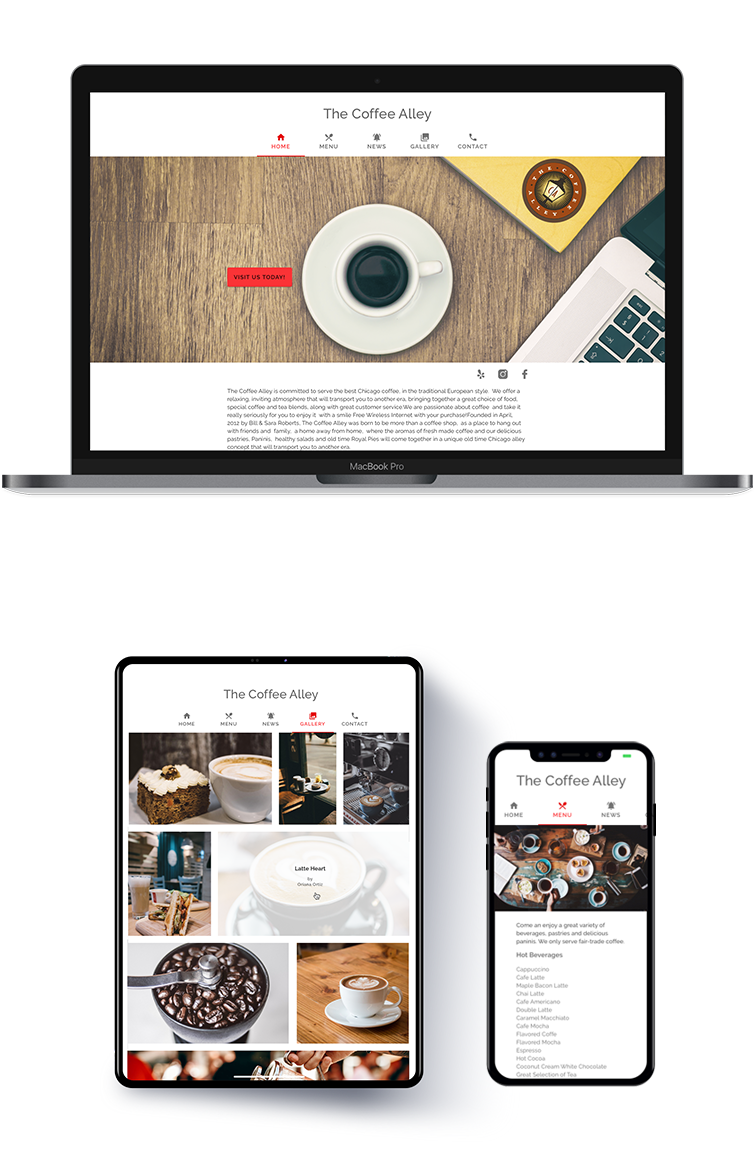 The Coffee Alley
HOME MENU NEWS GALLERY CONTACT
THE COFFEE ALLEY
VISIT US TODAY!
The Coffee Alley is committed to serve the best Chicago coffee, in the traditional European style. We offer a
relaxing, inviting atmosphere that will transport you to another era, bringing together a great choice of food,
special coffee and tea blends, along with great customer service.We are passionate about coffee and take it
really seriously for you to enjoy it with a smile Free Wireless Internet with your purchase!Founded in April,
2012 by Bill & Sara Roberts, The Coffee Alley was born to be more than a coffee shop, as a place to hang out
with friends and family, a home away from home, where the aromas of fresh made coffee and our delicious
pastries, Paninis, healthy salads and old time Royal Pies will come together in a unique old time Chicago alley
concept that will transport you to another era.
MacBook Pro
The Coffee Alley
HOME MENU NEWS GALLERY CONTACT
Latte Heart
by
Ortiz
The Coffee Alley
HOME MENU NEWS
Come an enjoy a great variety of
beverages, pastries and delicious
paninis. We only serve fair-trade coffee.
Hot Beverages
Cappuccino
Cafe Latte
Maple Bacon Latte
Chai Latte
Cafe Americano
Double Latte
Caramel Macchiato
Cafe Mocha
Flavored Coffe
Flavored Mocha
Espresso
Hot Cocoa
Coconut Cream White Chocolate
Great Selection of Tea